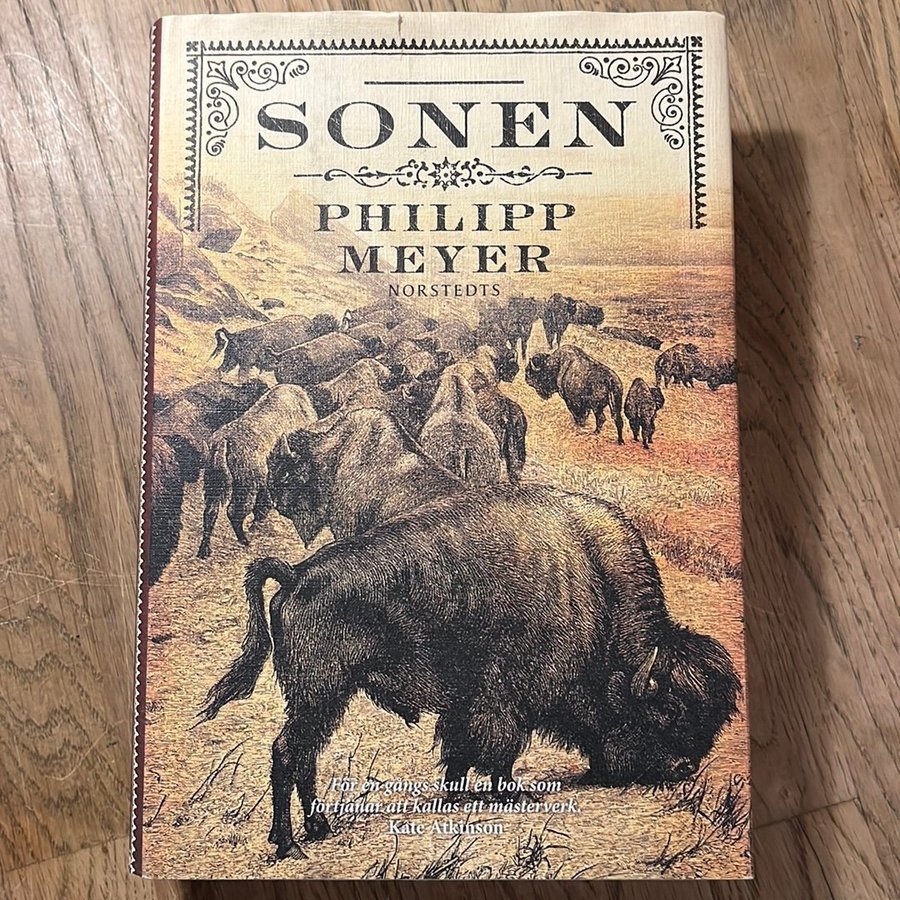 SONEN
PHILIPP
MEYER
NORSTEDTS
För en gångs skull en bok som
förtjänar att kallas ett mästerverk.
Kate Atkinson